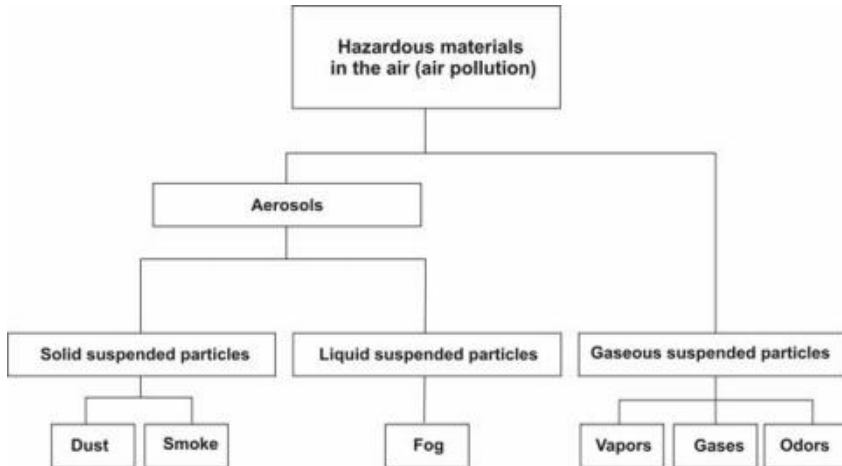 Hazardous materials
in the air (air pollution)
Aerosols
Solid suspended particles
Liquid suspended particles
Gaseous suspended particles
Dust
Smoke
Fog
Vapors
Gases
Odors